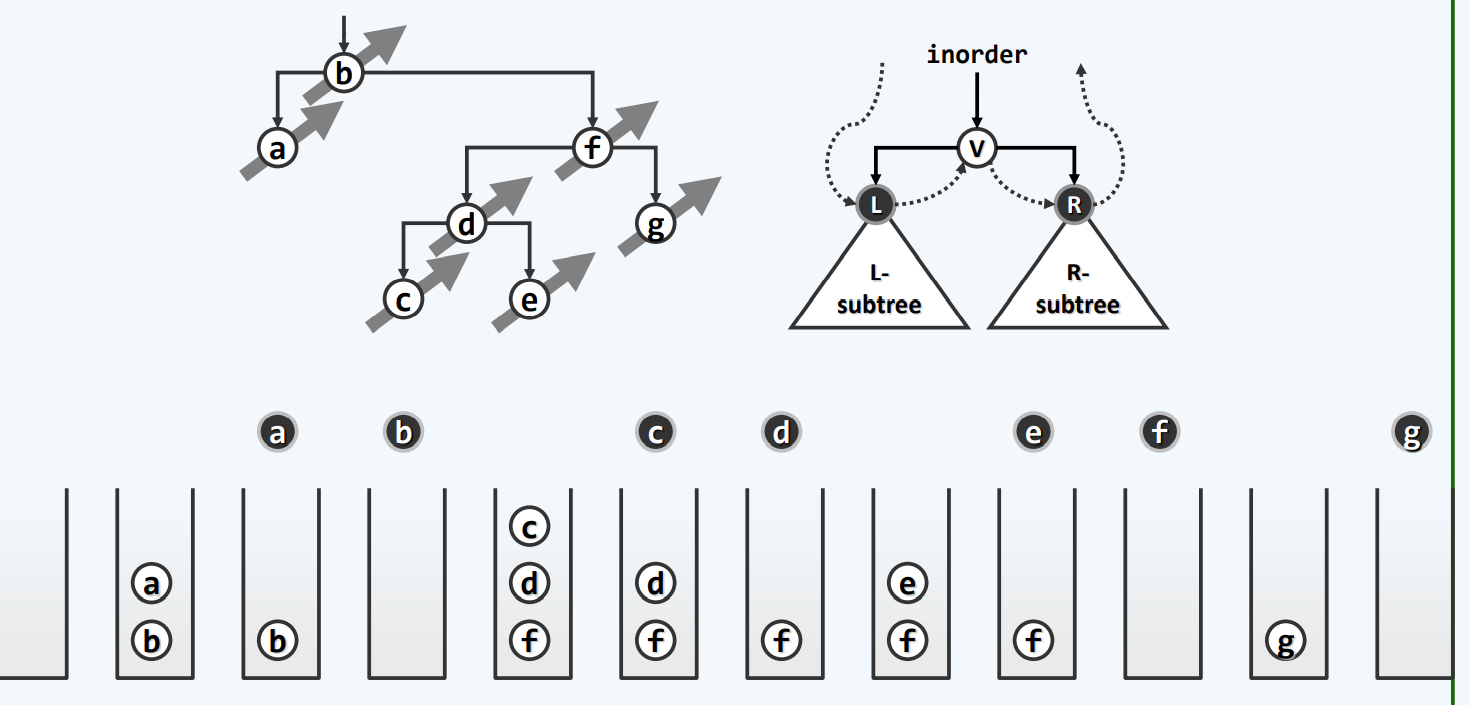 inorder
b
a
f
v
L
R
d
g
L-
subtree
R-
subtree
c
e
a b c d e f g
c
a d d e
b b f f f f f g